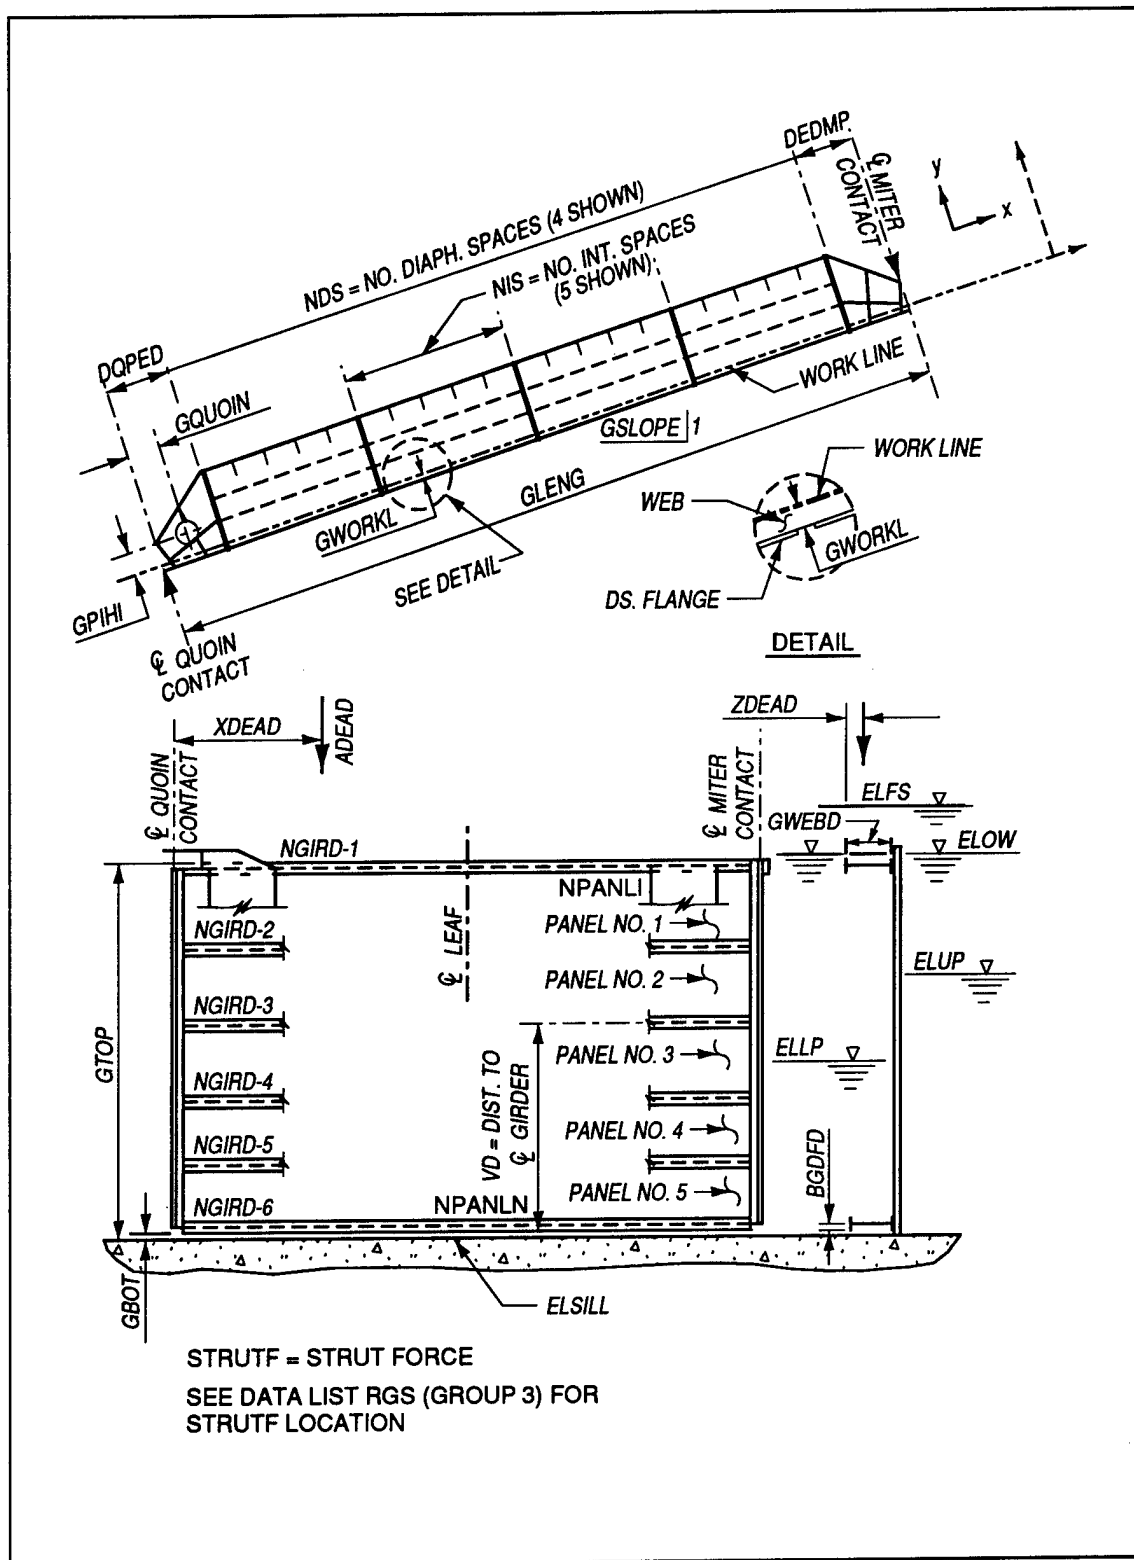 DEDMP
℄ MITER
CONTACT
y
x
NDS = NO. DIAPH. SPACES (4 SHOWN)
NIS = NO. INT. SPACES
(5 SHOWN)
DQPED
GQUOIN
WORK LINE
GSLOPE 1
GLENG
GWORKL
SEE DETAIL
GPIHI
℄ QUOIN
CONTACT
WORK LINE
WEB
GWORKL
DS. FLANGE
DETAIL
XDEAD
ADEAD
ZDEAD
℄ QUOIN
CONTACT
℄ MITER
CONTACT
ELFS
GWEBD
ELOW
NGIRD-1
NPANLI
PANEL NO. 1
NGIRD-2
℄ LEAF
PANEL NO. 2
ELUP
NGIRD-3
PANEL NO. 3
ELLP
GTOP
NGIRD-4
VD = DIST. TO
℄ GIRDER
PANEL NO. 4
NGIRD-5
PANEL NO. 5
BGDFD
NGIRD-6
NPANLN
GBOT
ELSILL
STRUTF = STRUT FORCE
SEE DATA LIST RGS (GROUP 3) FOR
STRUTF LOCATION